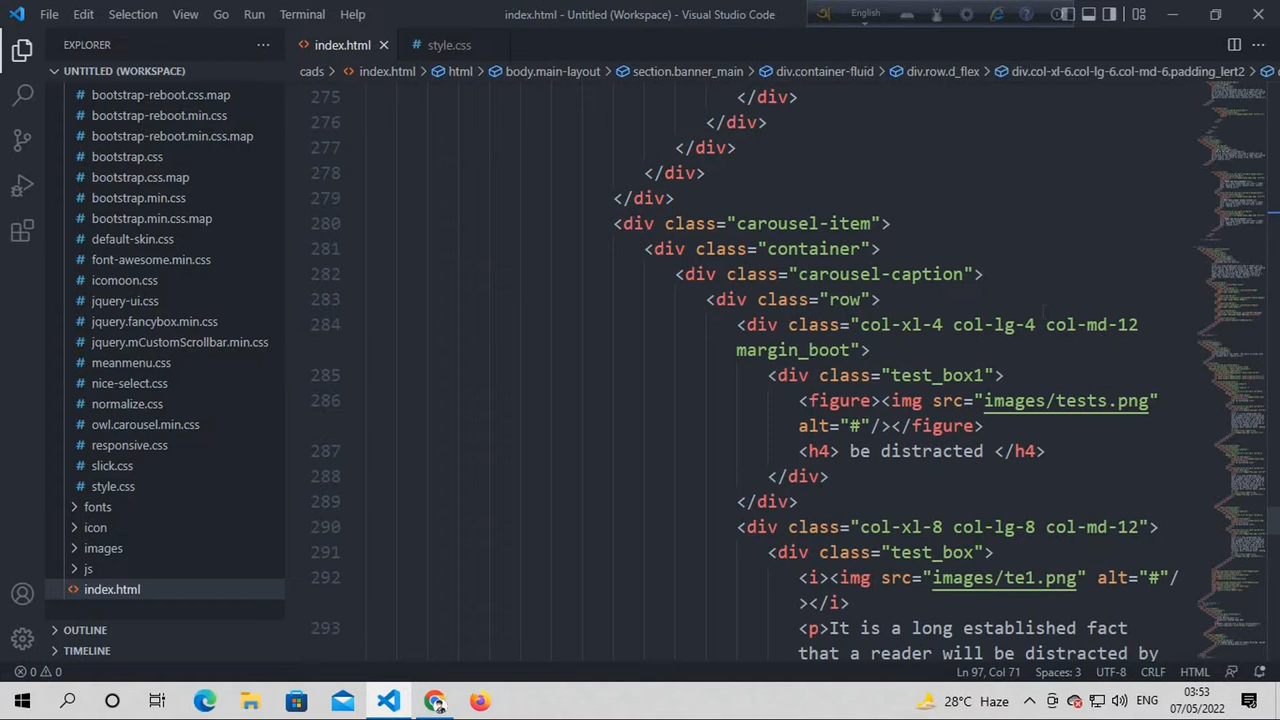 File Edit Selection View Go Run Terminal Help
index.html - Untitled (Workspace) - Visual Studio Code
English
EXPLORER
index.html
style.css
UNTITLED (WORKSPACE)
cads > index.html > html > body.main-layout > section.banner_main > div.container-fluid > div.row.d_flex > div.col-xl-6.col-lg-6.col-md-6.padding_lert2 >
bootstrap-reboot.css.map
bootstrap-reboot.min.css
bootstrap-reboot.min.css.map
bootstrap.css
bootstrap.css.map
bootstrap.min.css
bootstrap.min.css.map
default-skin.css
font-awesome.min.css
icomoon.css
jquery-ui.css
jquery.fancybox.min.css
jquery.mCustomScrollbar.min.css
meanmenu.css
nice-select.css
normalize.css
owl.carousel.min.css
responsive.css
slick.css
style.css
fonts
icon
images
js
index.html
OUTLINE
TIMELINE
275 </div>
276 </div>
277 </div>
278 </div>
279 </div>
280 <div class="carousel-item">
281 <div class="container">
282 <div class="carousel-caption">
283 <div class="row">
284 <div class="col-xl-4 col-lg-4 col-md-12
margin_boot">
285 <div class="test_box1">
286 <figure><img src="images/tests.png"
alt="#"/></figure>
287 <h4> be distracted </h4>
288 </div>
289 </div>
290 <div class="col-xl-8 col-lg-8 col-md-12">
291 <div class="test_box">
292 <i><img src="images/te1.png" alt="#"/
></i>
293 <p>It is a long established fact
that a reader will be distracted by
0 0
Ln 97, Col 71 Spaces: 3 UTF-8 CRLF HTML
28°C Haze
ENG
03:53
07/05/2022